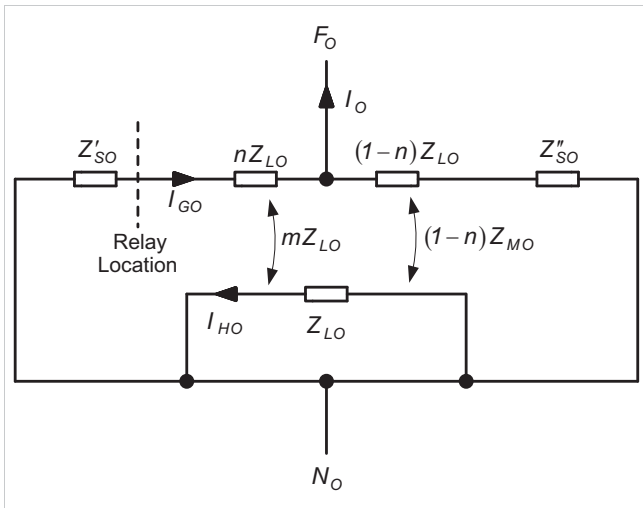 F_O
I_O
Z'_SO
nZ_LO
(1-n)Z_LO
Z''_SO
I_GO
Relay
Location
mZ_LO
(1-n)Z_MO
I_HO
Z_LO
N_O